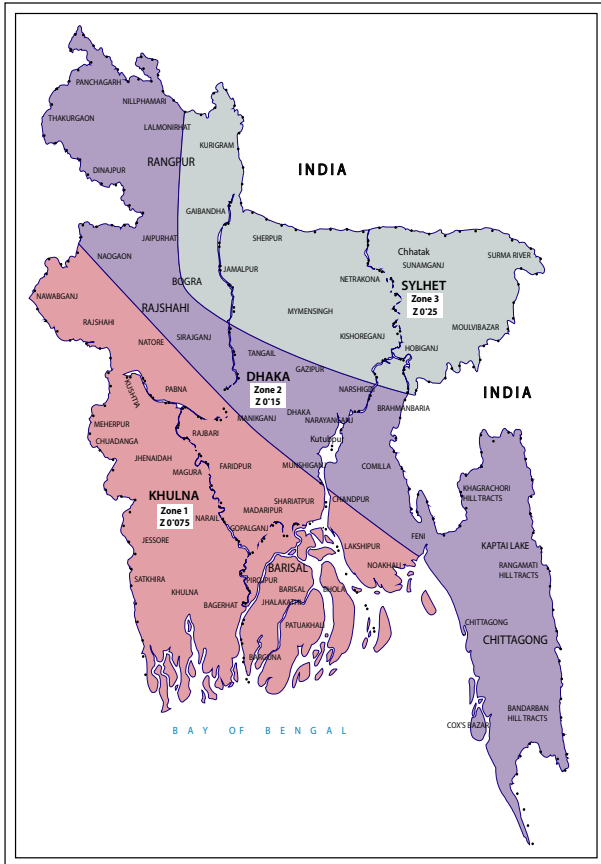 PANCHAGARH
NILLPHAMARI
THAKURGAON
LALMONIRHAT
KURIGRAM
RANGPUR
DINAJPUR
INDIA
GAIBANDHA
JAIPURHAT
SHERPUR
NAOGAON
Chhatak
SURMA RIVER
SUNAMGANJ
JAMALPUR
BOGRA
NETRAKONA
SYLHET
Zone 3
Z 0'25
NAWABGANJ
RAJSHAHI
MYMENSINGH
RAJSHAHI
MOULVIBAZAR
NATORE
SIRAJGANJ
KISHOREGANJ
HOBIGANJ
TANGAIL
GAZIPUR
DHAKA
Zone 2
Z 0'15
KUSHTIA
PABNA
NARSHIGDI
INDIA
BRAHMANBARIA
DHAKA
MANIKGANJ
NARAYANGANJ
MEHERPUR
RAJBARI
Kutubpur
CHUADANGA
JHENAIDAH
FARIDPUR
MUNSHIGANJ
COMILLA
MAGURA
KHAGRACHORI
HILL TRACTS
KHULNA
Zone 1
Z 0'075
SHARIATPUR
CHANDPUR
NARAIL
MADARIPUR
GOPALGANJ
JESSORE
FENI
LAKSHIPUR
KAPTAI LAKE
NOAKHALI
RANGAMATI
HILL TRACTS
BARISAL
SATKHIRA
PIROJPUR
KHULNA
BARISAL
BHOLA
BAGERHAT
JHALAKATHI
PATUAKHALI
CHITTAGONG
CHITTAGONG
BARGUNA
BANDARBAN
HILL TRACTS
COX'S BAZAR
BAY OF BENGAL